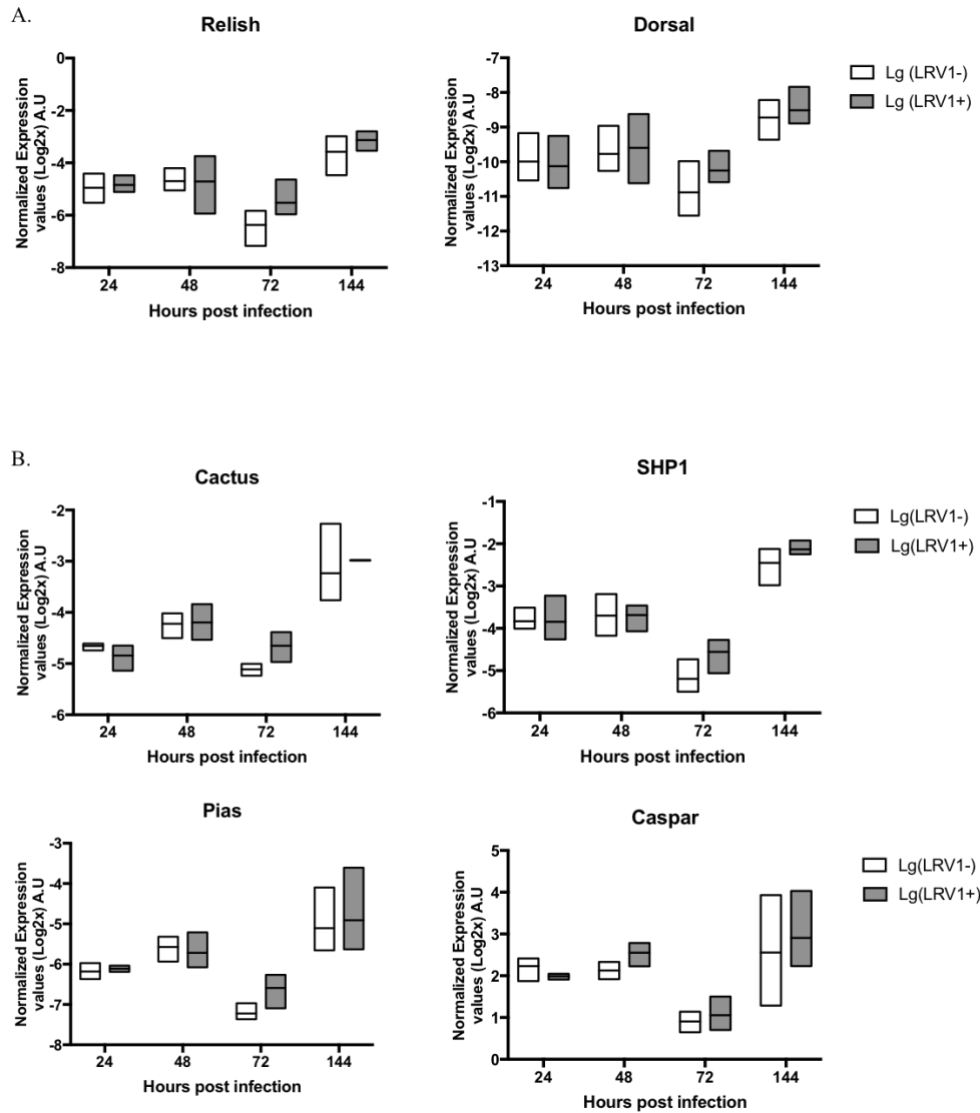 A.
Relish
Normalized Expression
values (Log2x) A.U
0
-2
-4
-6
-8
24 48 72 144
Hours post infection
Dorsal
Normalized Expression
values (Log2x) A.U
-7
-8
-9
-10
-11
-12
-13
24 48 72 144
Hours post infection
Lg (LRV1-)
Lg (LRV1+)
B.
Cactus
Normalized Expression
values (Log2x) A.U
-2
-3
-4
-5
-6
24 48 72 144
Hours post infection
SHP1
Normalized Expression
values (Log2x) A.U
-1
-2
-3
-4
-5
-6
24 48 72 144
Hours post infection
Lg(LRV1-)
Lg(LRV1+)
Pias
Normalized Expression
values (Log2x) A.U
-3
-4
-5
-6
-7
-8
24 48 72 144
Hours post infection
Caspar
Normalized Expression
values (Log2x) A.U
5
4
3
2
1
0
24 48 72 144
Hours post infection
Lg(LRV1-)
Lg(LRV1+)